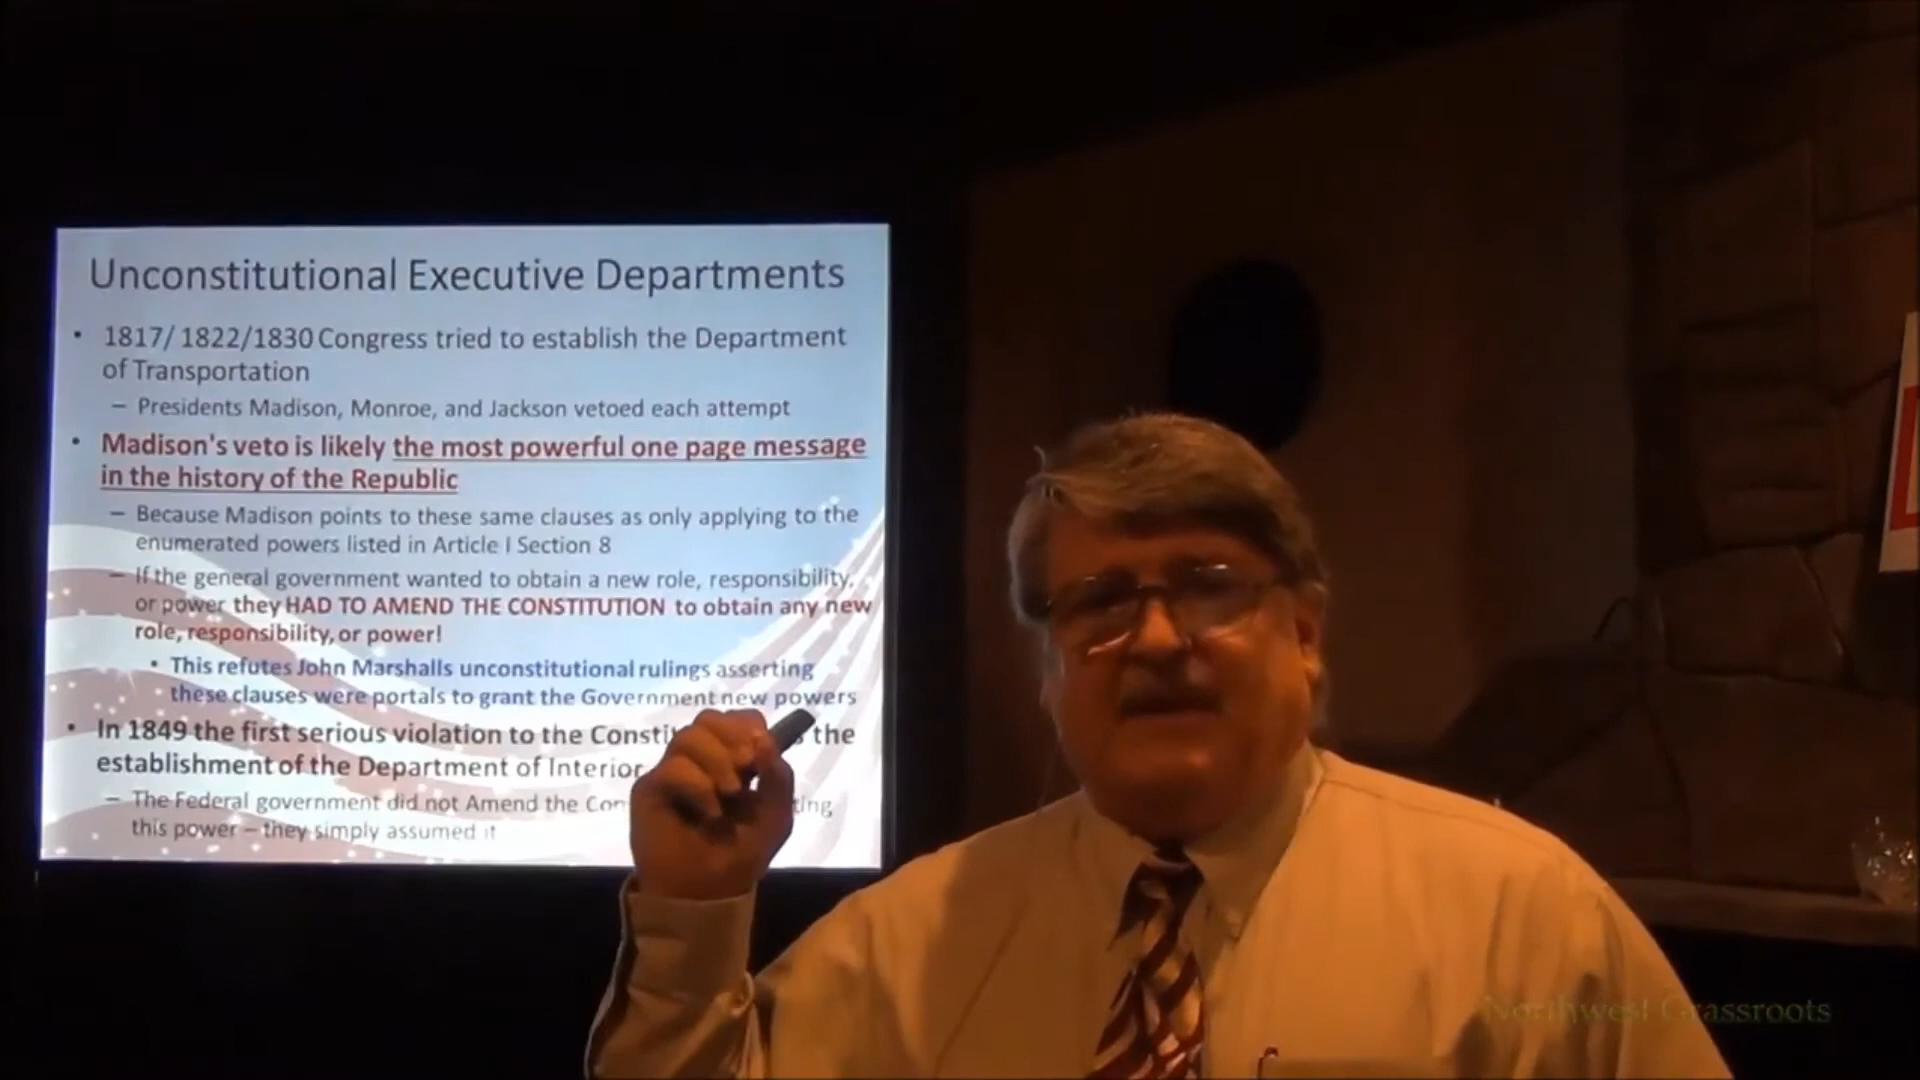 Unconstitutional Executive Departments
• 1817/ 1822/1830 Congress tried to establish the Department
of Transportation
– Presidents Madison, Monroe, and Jackson vetoed each attempt
• Madison's veto is likely the most powerful one page message
in the history of the Republic
– Because Madison points to these same clauses as only applying to the
enumerated powers listed in Article I Section 8
– If the general government wanted to obtain a new role, responsibility,
or power they HAD TO AMEND THE CONSTITUTION to obtain any new
role, responsibility, or power!
• This refutes John Marshalls unconstitutional rulings asserting
these clauses were portals to grant the Government new powers
• In 1849 the first serious violation to the the
establishment of the Department of Interior
– The Federal government did not Amend the
this power – they simply assumed it
Northwest Grassroots